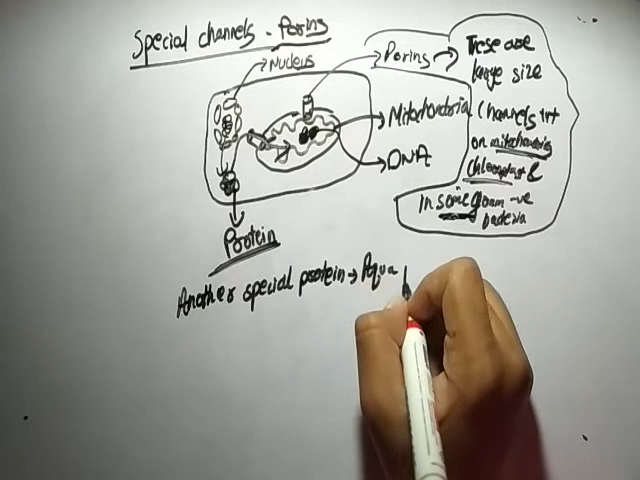 Special channels - Porins
Nucleus
Porins
Mitochondria
DNA
Protein
These are
large size
Channels
on mitochondria
Chloroplast &
In some gram -ve
bacteria
Another special protein → Aqua